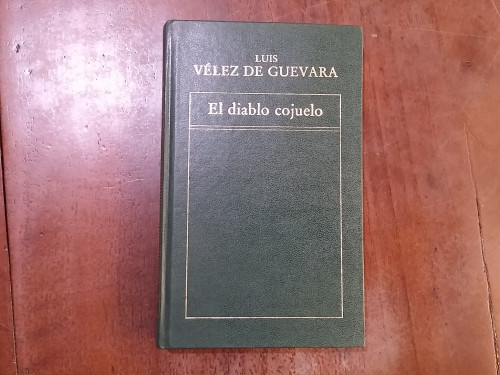 LUIS
VÉLEZ DE GUEVARA
El diablo cojuelo